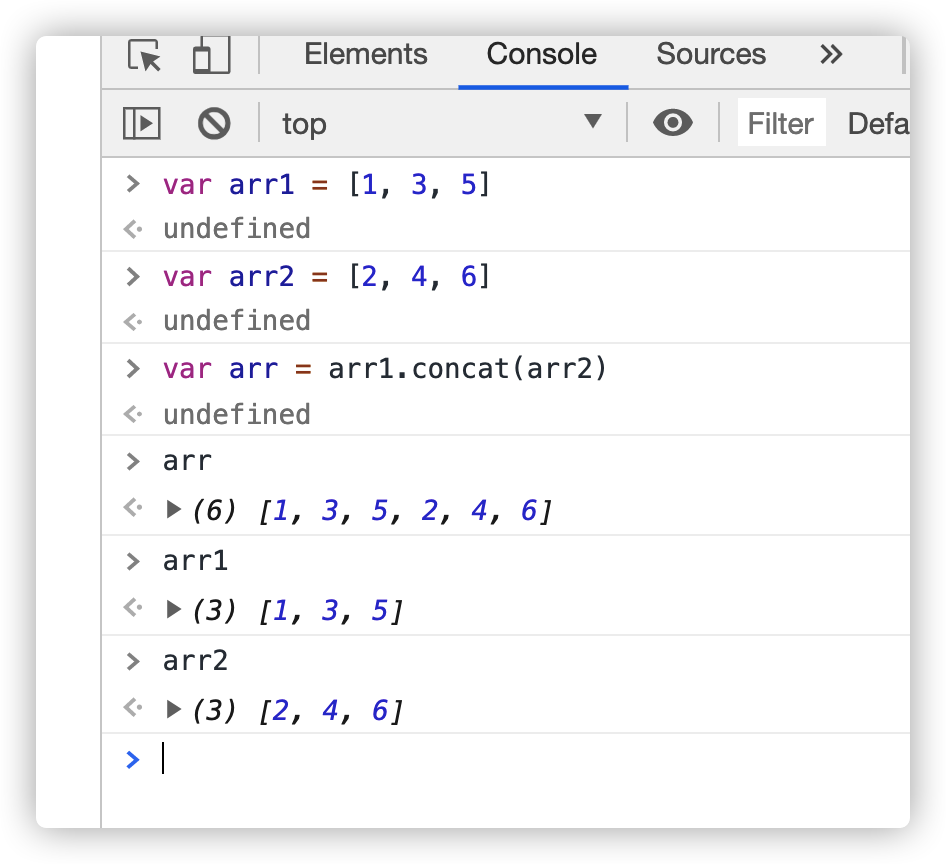 Elements Console Sources
top Filter Defa
> var arr1 = [1, 3, 5]
undefined
> var arr2 = [2, 4, 6]
undefined
> var arr = arr1.concat(arr2)
undefined
> arr
(6) [1, 3, 5, 2, 4, 6]
> arr1
(3) [1, 3, 5]
> arr2
(3) [2, 4, 6]
>